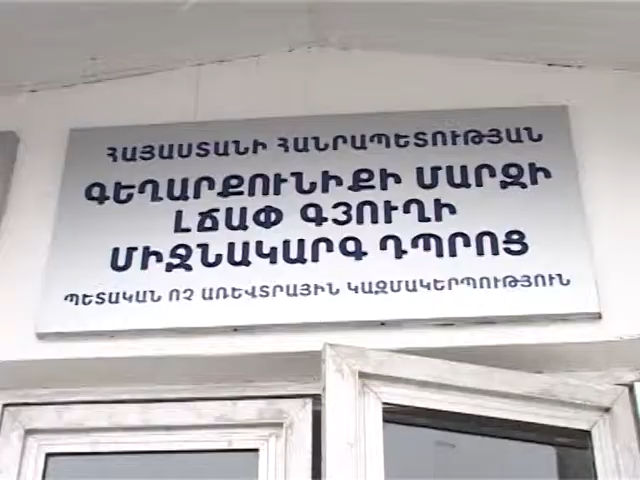 ՀԱՅԱՍՏԱՆԻ ՀԱՆՐԱՊԵՏՈՒԹՅԱՆ
ԳԵՂԱՐՔՈՒՆԻՔԻ ՄԱՐԶԻ
ԼՃԱՓ ԳՅՈՒՂԻ
ՄԻՋՆԱԿԱՐԳ ԴՊՐՈՑ
ՊԵՏԱԿԱՆ ՈՉ ԱՌԵՎՏՐԱՅԻՆ ԿԱԶՄԱԿԵՐՊՈՒԹՅՈՒՆ